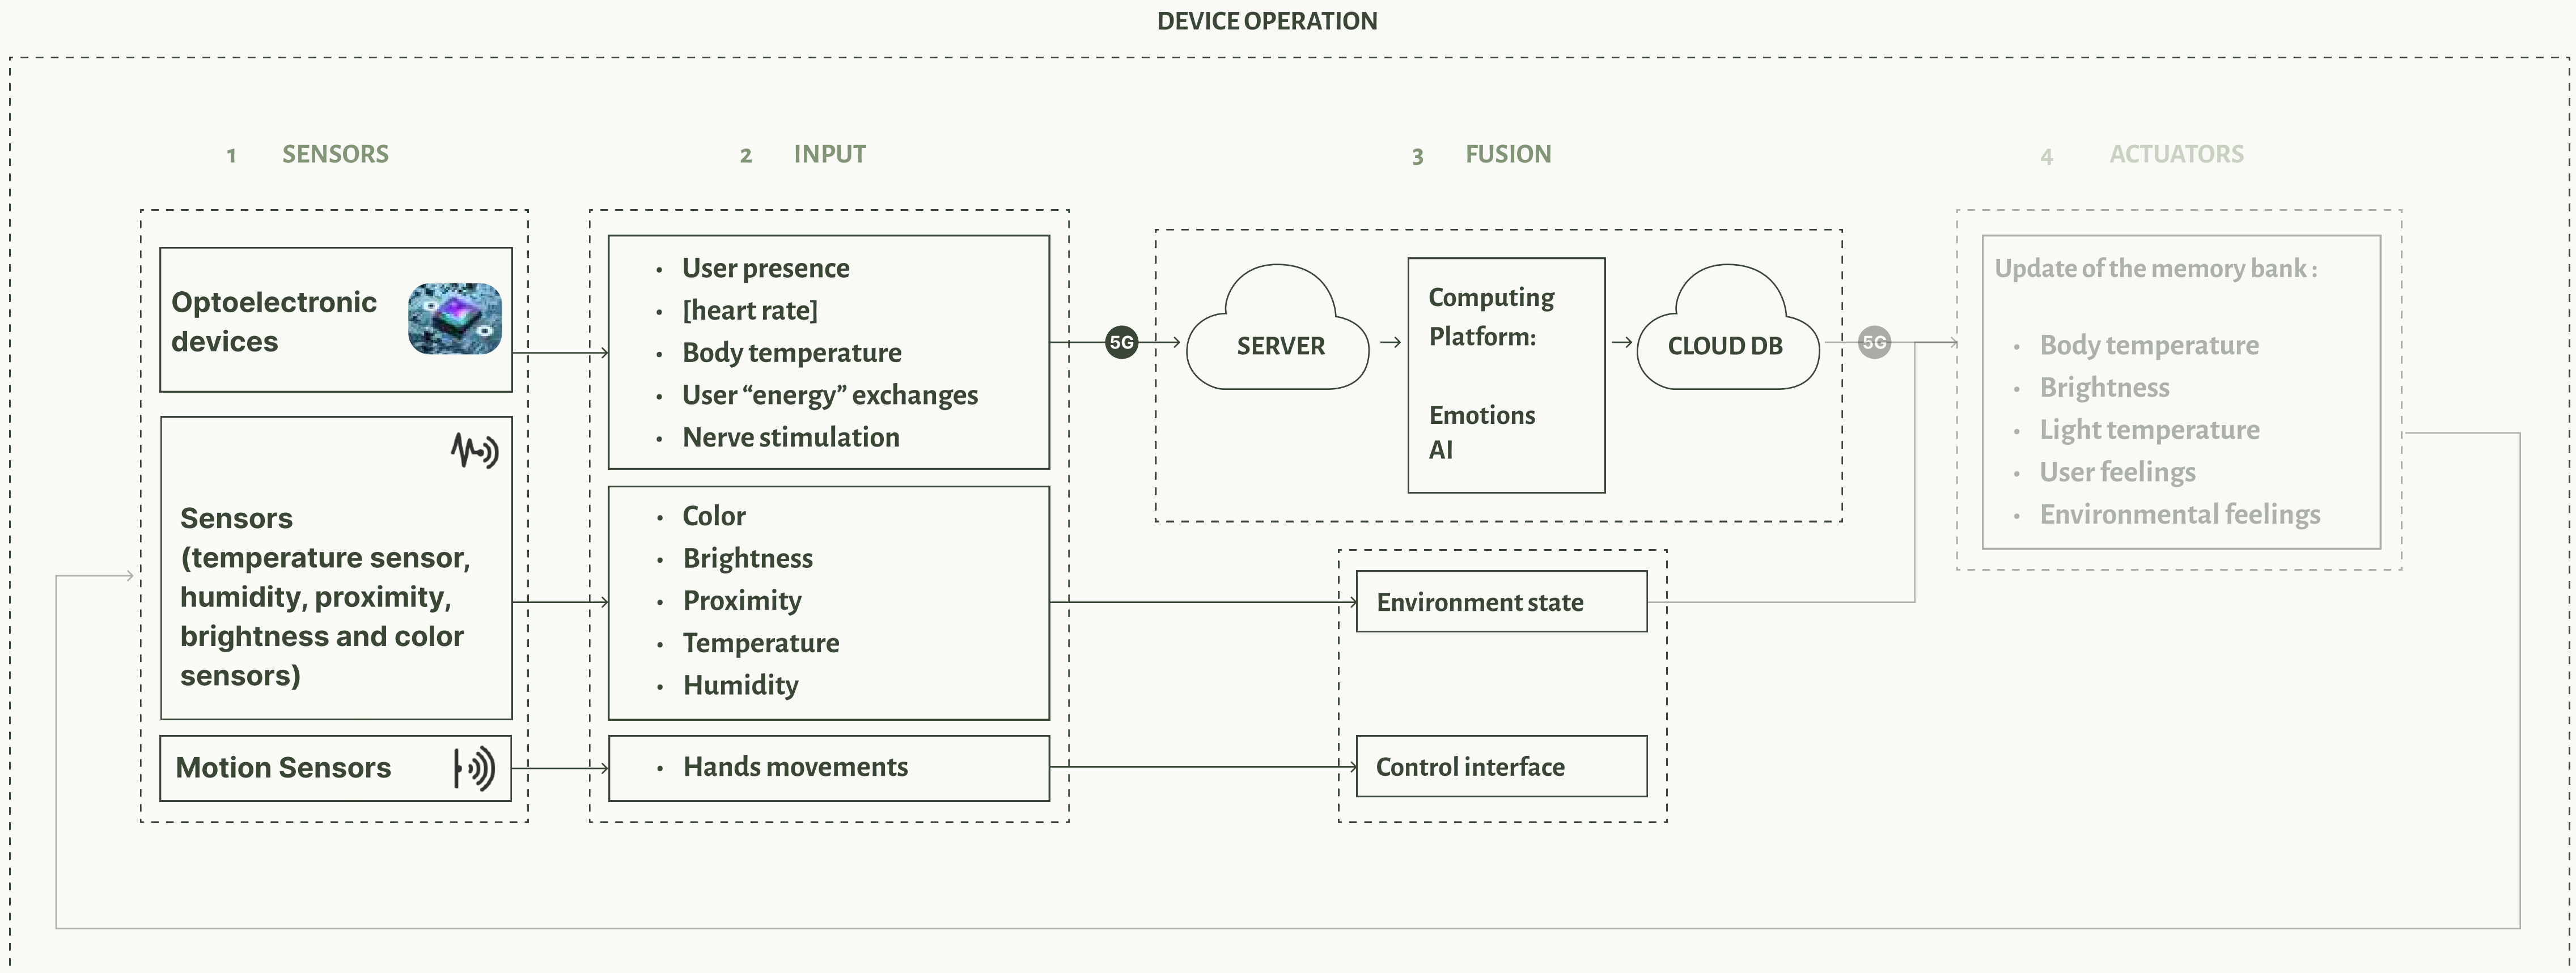 DEVICE OPERATION
1 SENSORS
2 INPUT
3 FUSION
4 ACTUATORS
Optoelectronic
devices
Sensors
(temperature sensor,
humidity, proximity,
brightness and color
sensors)
Motion Sensors
• User presence
• [heart rate]
• Body temperature
• User “energy” exchanges
• Nerve stimulation
• Color
• Brightness
• Proximity
• Temperature
• Humidity
• Hands movements
5G
SERVER
Computing
Platform:
Emotions
AI
CLOUD DB
Environment state
Control interface
5G
Update of the memory bank :
• Body temperature
• Brightness
• Light temperature
• User feelings
• Environmental feelings